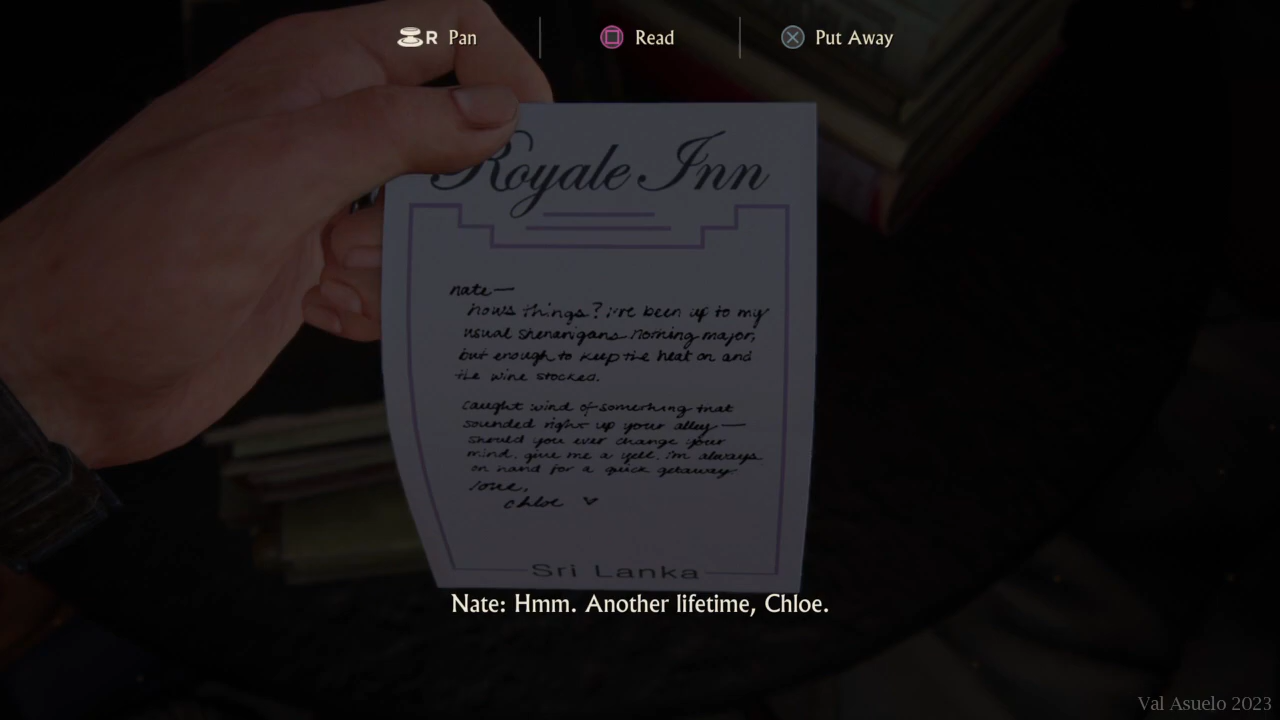 R Pan
Read
Put Away
Royale Inn
nate—
hows things? i've been up to my
usual shenanigans. Nothing major,
but enough to keep the heat on and
the wine stocked.
caught wind of something that
sounded right up your alley—
should you ever change your
mind, give me a yell. i'm always
on hand for a quick getaway.
love,
chloe
Sri Lanka
Nate: Hmm. Another lifetime, Chloe.
Val Asuelo 2023